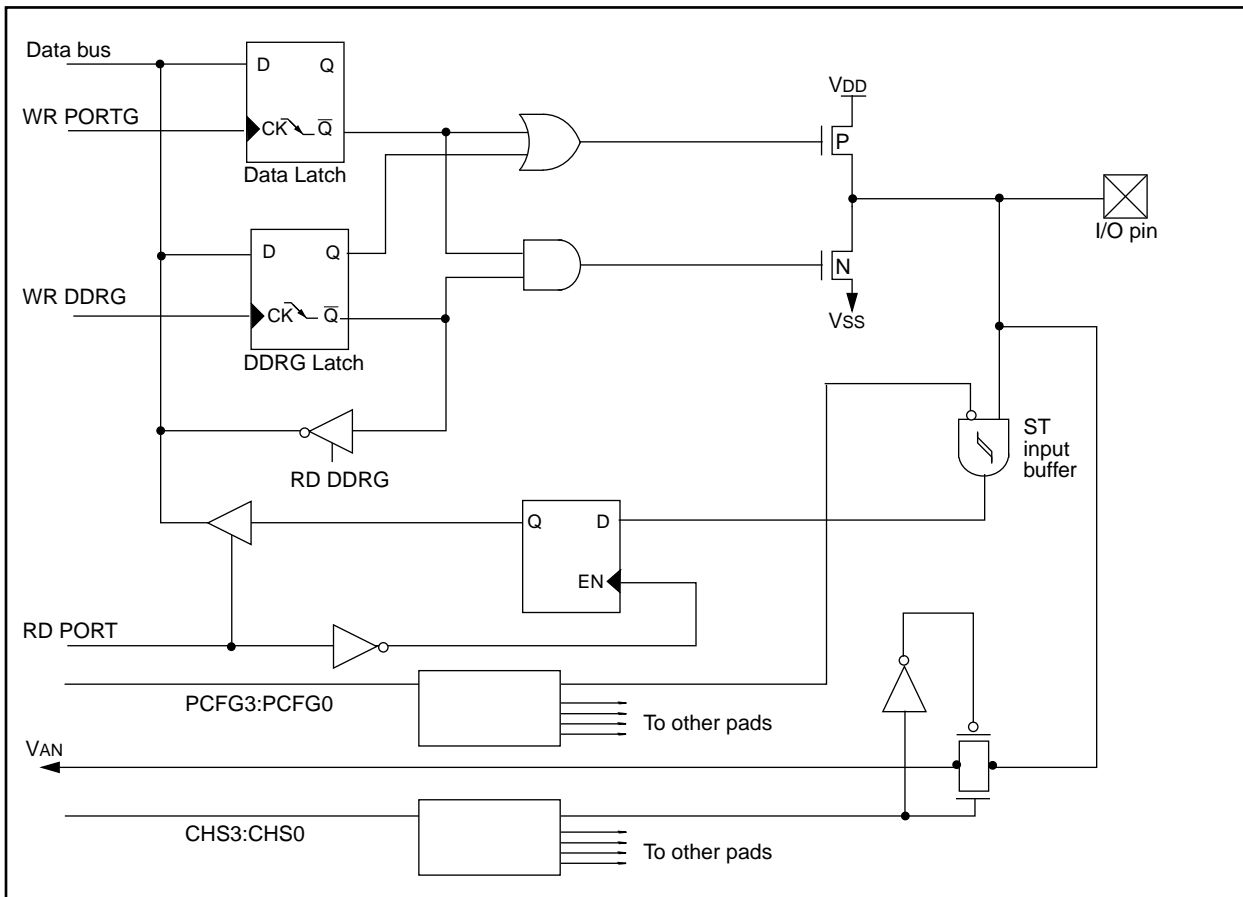 Data bus
D Q
WR PORTG
CK Q̅
Data Latch
VDD
P
I/O pin
D Q
N
WR DDRG
CK Q̅
VSS
DDRG Latch
ST
input
buffer
RD DDRG
Q D
EN
RD PORT
PCFG3:PCFG0
To other pads
VAN
CHS3:CHS0
To other pads